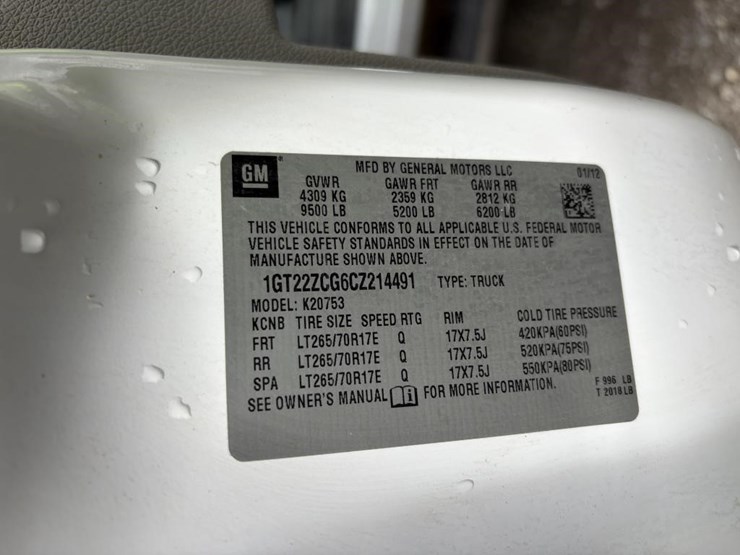 GM
MFD BY GENERAL MOTORS LLC 01/12
GVWR GAWR FRT GAWR RR
4309 KG 2359 KG 2812 KG
9500 LB 5200 LB 6200 LB
THIS VEHICLE CONFORMS TO ALL APPLICABLE U.S. FEDERAL MOTOR
VEHICLE SAFETY STANDARDS IN EFFECT ON THE DATE OF
MANUFACTURE SHOWN ABOVE.
1GT22ZCG6CZ214491 TYPE: TRUCK
MODEL: K20753
KCNB TIRE SIZE SPEED RTG RIM COLD TIRE PRESSURE
FRT LT265/70R17E Q 17X7.5J 420KPA(60PSI)
RR LT265/70R17E Q 17X7.5J 520KPA(75PSI)
SPA LT265/70R17E Q 17X7.5J 550KPA(80PSI)
SEE OWNER'S MANUAL i FOR MORE INFORMATION.
F 996 LB
T 2018 LB